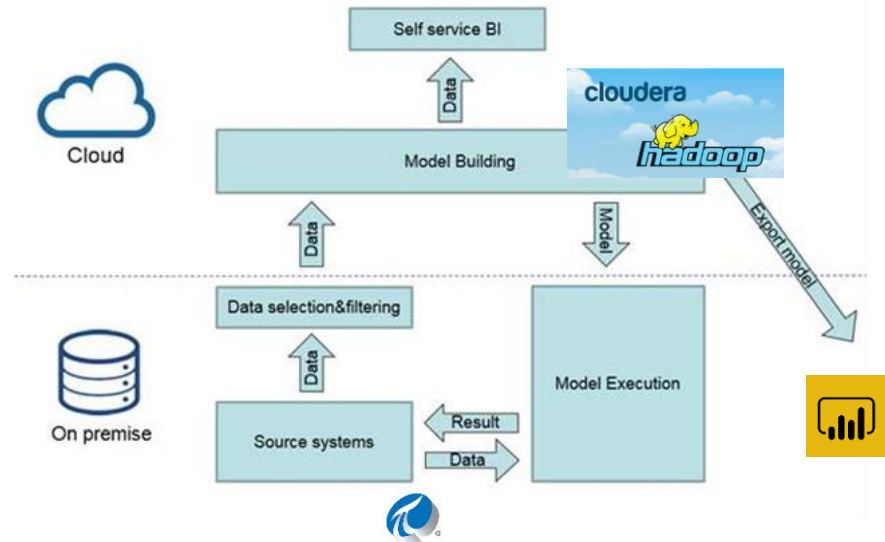 Self service BI
Data
cloudera
hadoop
Cloud
Model Building
Data
Model
Export model
Data selection&filtering
Data
Model Execution
On premise
Source systems
Result
Data